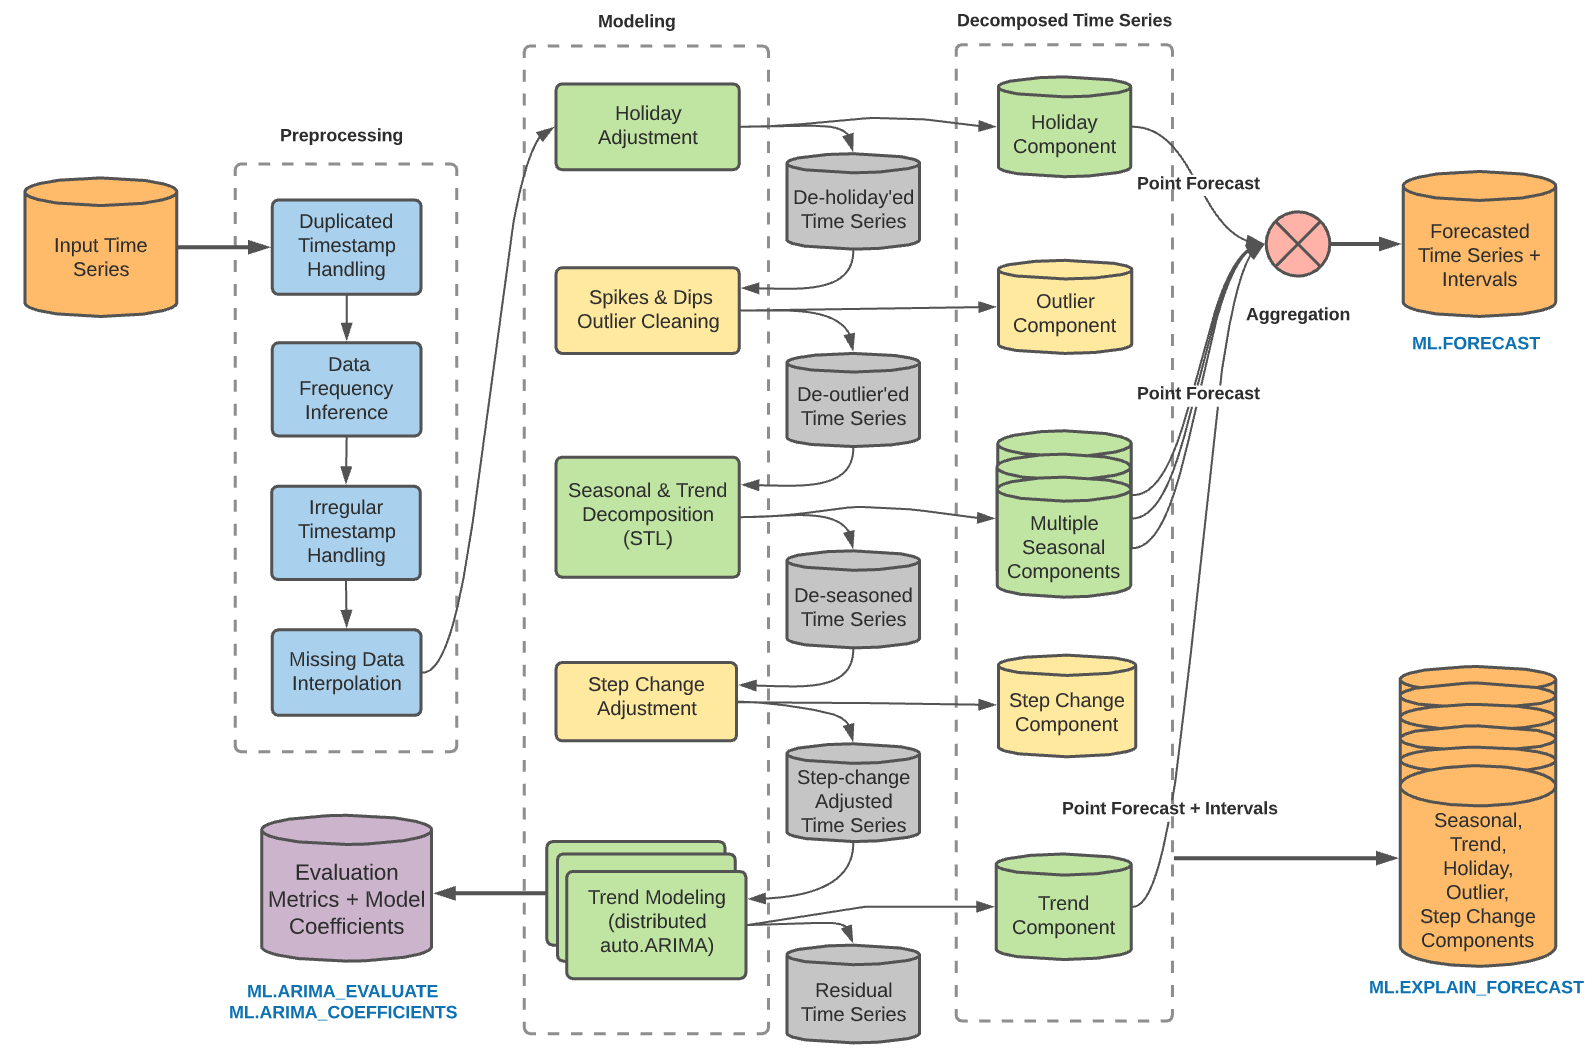 Modeling
Decomposed Time Series
Preprocessing
Input Time
Series
Duplicated
Timestamp
Handling
Data
Frequency
Inference
Irregular
Timestamp
Handling
Missing Data
Interpolation
Holiday
Adjustment
De-holiday'ed
Time Series
Spikes & Dips
Outlier Cleaning
De-outlier'ed
Time Series
Seasonal & Trend
Decomposition
(STL)
De-seasoned
Time Series
Step Change
Adjustment
Step-change
Adjusted
Time Series
Trend Modeling
(distributed
auto.ARIMA)
Residual
Time Series
Evaluation
Metrics + Model
Coefficients
ML.ARIMA_EVALUATE
ML.ARIMA_COEFFICIENTS
Holiday
Component
Outlier
Component
Multiple
Seasonal
Components
Step Change
Component
Trend
Component
Point Forecast
Point Forecast
Point Forecast + Intervals
Aggregation
Forecasted
Time Series +
Intervals
ML.FORECAST
Seasonal,
Trend,
Holiday,
Outlier,
Step Change
Components
ML.EXPLAIN_FORECAST